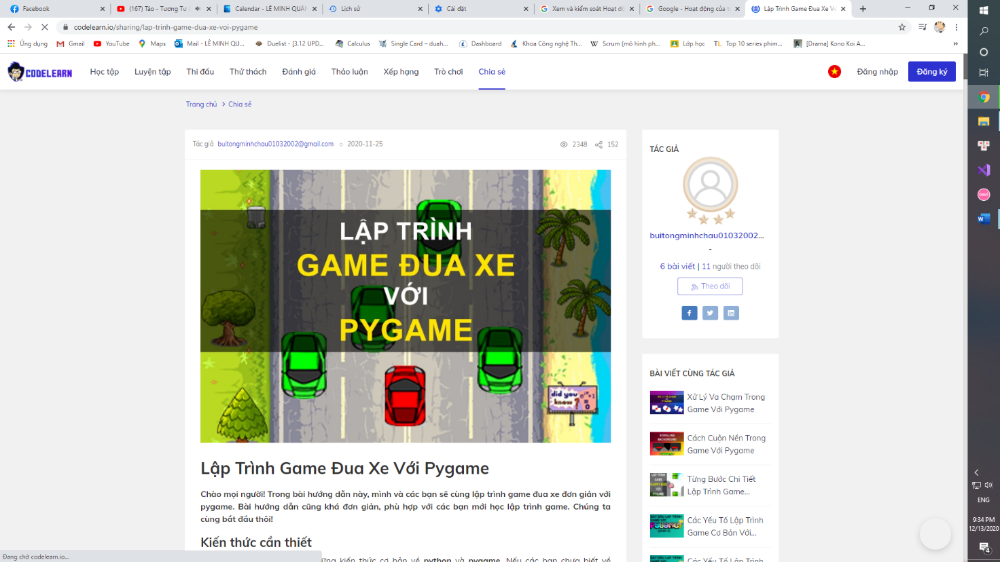 Facebook
(167) Táo - Tương Tư
Calendar - LÊ MINH QUÂN
Lịch sử
Cài đặt
Xem và kiểm soát Hoạt độ
Google - Hoạt động của t
Lập Trình Game Đua Xe Vớ
codelearn.io/sharing/lap-trinh-game-dua-xe-voi-pygame
Ứng dụng
Gmail
YouTube
Maps
Mail - LÊ MINH QU...
Duelist - [3.12 UPD...
Calculus
Single Card – duah...
Dashboard
Khoa Công nghệ Th...
Scrum (mô hình ph...
Lớp học
TL Top 10 series phim...
[Drama] Kono Koi A...
»
CODELEARN
Học tập
Luyện tập
Thi đấu
Thử thách
Đánh giá
Thảo luận
Xếp hạng
Trò chơi
Chia sẻ
Đăng nhập
Đăng ký
Trang chủ > Chia sẻ
Tác giả buitongminhchau01032002@gmail.com 2020-11-25
2348 152
LẬP TRÌNH
GAME ĐUA XE
VỚI
PYGAME
did you
know?
Lập Trình Game Đua Xe Với Pygame
Chào mọi người! Trong bài hướng dẫn này, mình và các bạn sẽ cùng lập trình game đua xe đơn giản với
pygame. Bài hướng dẫn cũng khá đơn giản, phù hợp với các bạn mới học lập trình game. Chúng ta
cùng bắt đầu thôi!
Kiến thức cần thiết
kiến thức cơ bản về python và pygame. Nếu các bạn chưa biết về
TÁC GIẢ
buitongminhchau01032002...
-
6 bài viết | 11 người theo dõi
Theo dõi
BÀI VIẾT CÙNG TÁC GIẢ
Xử Lý Va Chạm Trong
Game Với Pygame
Cách Cuộn Nền Trong
Game Với Pygame
Từng Bước Chi Tiết
Lập Trình Game...
Các Yếu Tố Lập Trình
Game Cơ Bản Với...
Các Yếu Tố Lập Trình
Đang chờ codelearn.io...
osu!
ENG
9:34 PM
12/13/2020
4